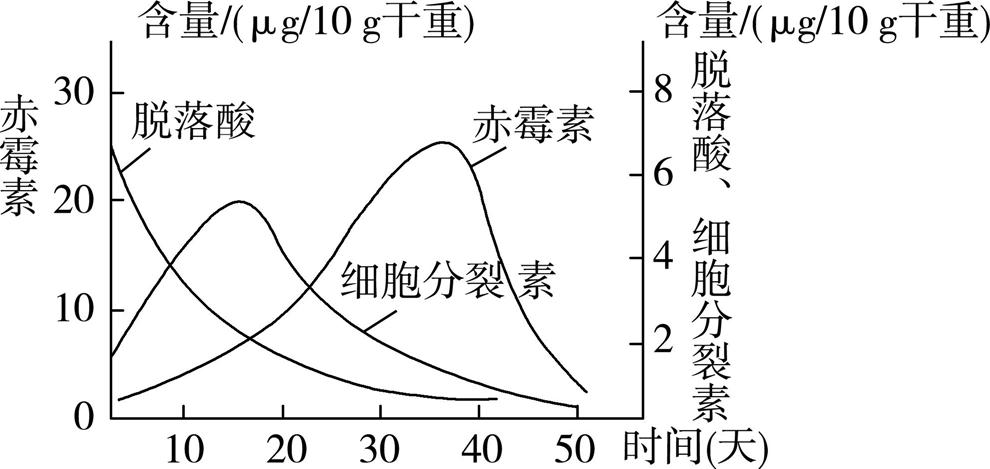 含量/(μg/10 g干重)
含量/(μg/10 g干重)
赤霉素
30
20
10
0
脱落酸
赤霉素
细胞分裂 素
8
6
4
2
脱落酸、细胞分裂素
10 20 30 40 50 时间(天)